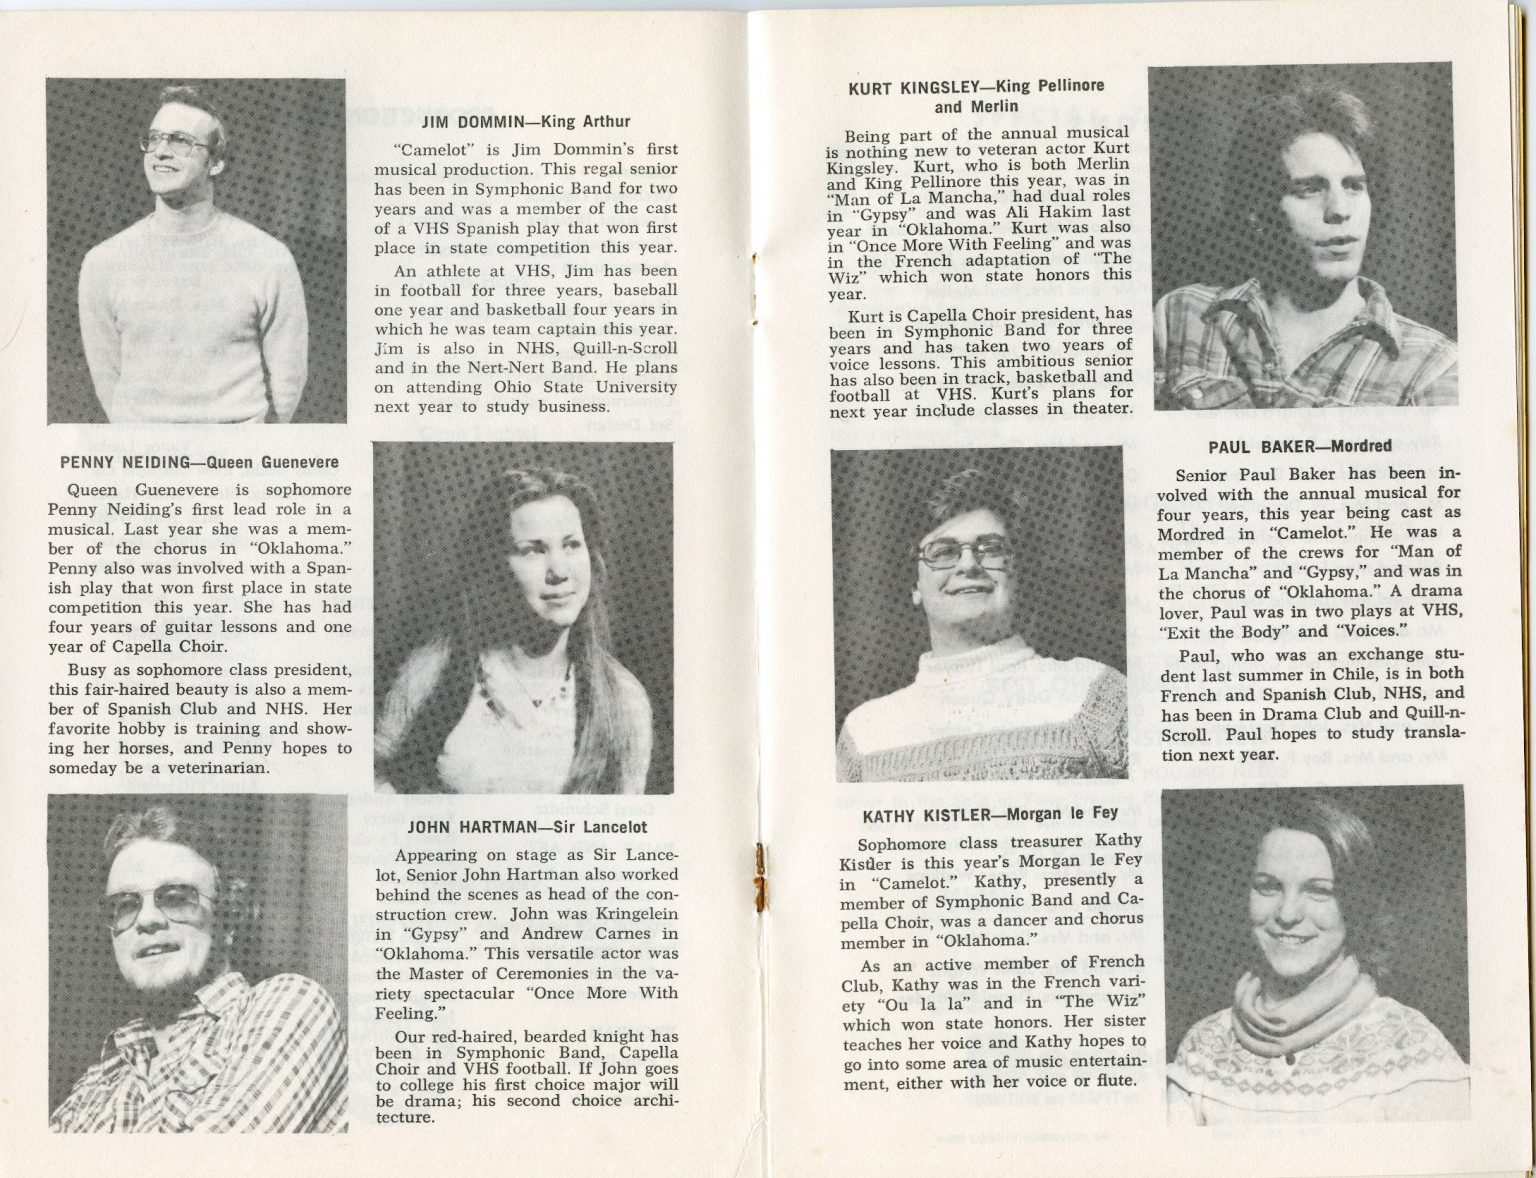 JIM DOMMIN—King Arthur
"Camelot" is Jim Dommin's first
musical production. This regal senior
has been in Symphonic Band for two
years and was a member of the cast
of a VHS Spanish play that won first
place in state competition this year.
An athlete at VHS, Jim has been
in football for three years, baseball
one year and basketball four years in
which he was team captain this year.
Jim is also in NHS, Quill-n-Scroll
and in the Nert-Nert Band. He plans
on attending Ohio State University
next year to study business.
PENNY NEIDING—Queen Guenevere
Queen Guenevere is sophomore
Penny Neiding's first lead role in a
musical. Last year she was a mem-
ber of the chorus in "Oklahoma."
Penny also was involved with a Span-
ish play that won first place in state
competition this year. She has had
four years of guitar lessons and one
year of Capella Choir.
Busy as sophomore class president,
this fair-haired beauty is also a mem-
ber of Spanish Club and NHS. Her
favorite hobby is training and show-
ing her horses, and Penny hopes to
someday be a veterinarian.
JOHN HARTMAN—Sir Lancelot
Appearing on stage as Sir Lance-
lot, Senior John Hartman also worked
behind the scenes as head of the con-
struction crew. John was Kringelein
in "Gypsy" and Andrew Carnes in
"Oklahoma." This versatile actor was
the Master of Ceremonies in the va-
riety spectacular "Once More With
Feeling."
Our red-haired, bearded knight has
been in Symphonic Band, Capella
Choir and VHS football. If John goes
to college his first choice major will
be drama; his second choice archi-
tecture.
KURT KINGSLEY—King Pellinore
and Merlin
Being part of the annual musical
is nothing new to veteran actor Kurt
Kingsley. Kurt, who is both Merlin
and King Pellinore this year, was in
"Man of La Mancha," had dual roles
in "Gypsy" and was Ali Hakim last
year in "Oklahoma." Kurt was also
in "Once More With Feeling" and was
in the French adaptation of "The
Wiz" which won state honors this
year.
Kurt is Capella Choir president, has
been in Symphonic Band for three
years and has taken two years of
voice lessons. This ambitious senior
has also been in track, basketball and
football at VHS. Kurt's plans for
next year include classes in theater.
PAUL BAKER—Mordred
Senior Paul Baker has been in-
volved with the annual musical for
four years, this year being cast as
Mordred in "Camelot." He was a
member of the crews for "Man of
La Mancha" and "Gypsy," and was in
the chorus of "Oklahoma." A drama
lover, Paul was in two plays at VHS,
"Exit the Body" and "Voices."
Paul, who was an exchange stu-
dent last summer in Chile, is in both
French and Spanish Club, NHS, and
has been in Drama Club and Quill-n-
Scroll. Paul hopes to study transla-
tion next year.
KATHY KISTLER—Morgan le Fey
Sophomore class treasurer Kathy
Kistler is this year's Morgan le Fey
in "Camelot." Kathy, presently a
member of Symphonic Band and Ca-
pella Choir, was a dancer and chorus
member in "Oklahoma."
As an active member of French
Club, Kathy was in the French vari-
ety "Ou la la" and in "The Wiz"
which won state honors. Her sister
teaches her voice and Kathy hopes to
go into some area of music entertain-
ment, either with her voice or flute.